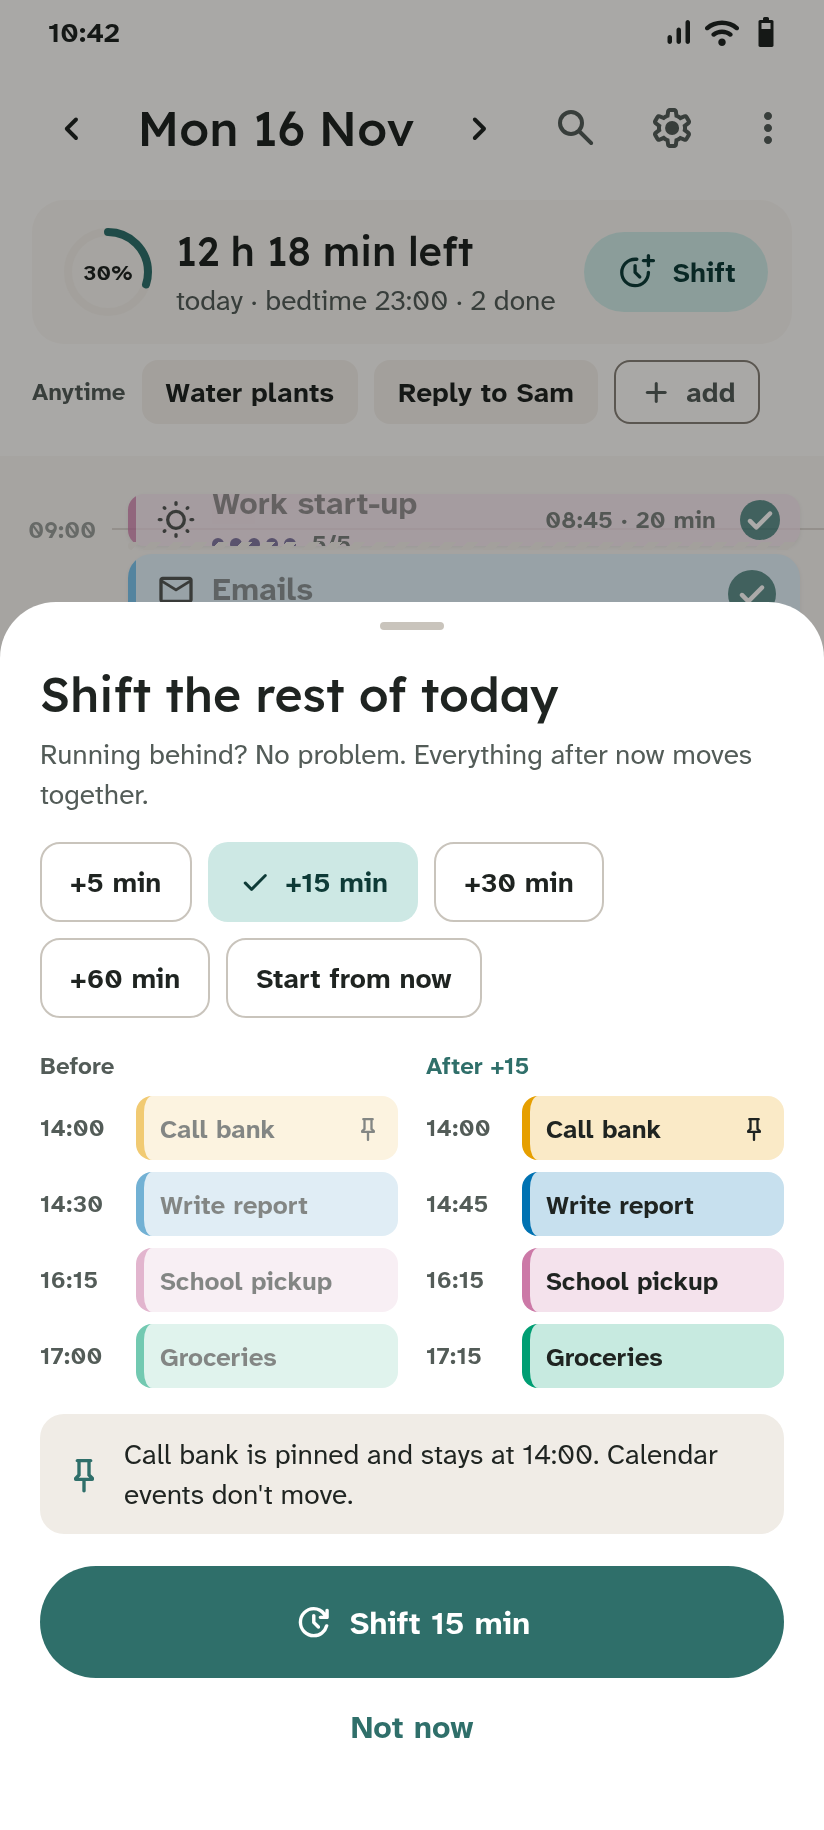 10:42
Mon 16 Nov
30%
12 h 18 min left
today · bedtime 23:00 · 2 done
Shift
Anytime
Water plants
Reply to Sam
+ add
09:00
Work start-up
5/5
08:45 · 20 min
Emails
Shift the rest of today
Running behind? No problem. Everything after now moves
together.
+5 min
+15 min
+30 min
+60 min
Start from now
Before
After +15
14:00 Call bank
14:00 Call bank
14:30 Write report
14:45 Write report
16:15 School pickup
16:15 School pickup
17:00 Groceries
17:15 Groceries
Call bank is pinned and stays at 14:00. Calendar
events don't move.
Shift 15 min
Not now